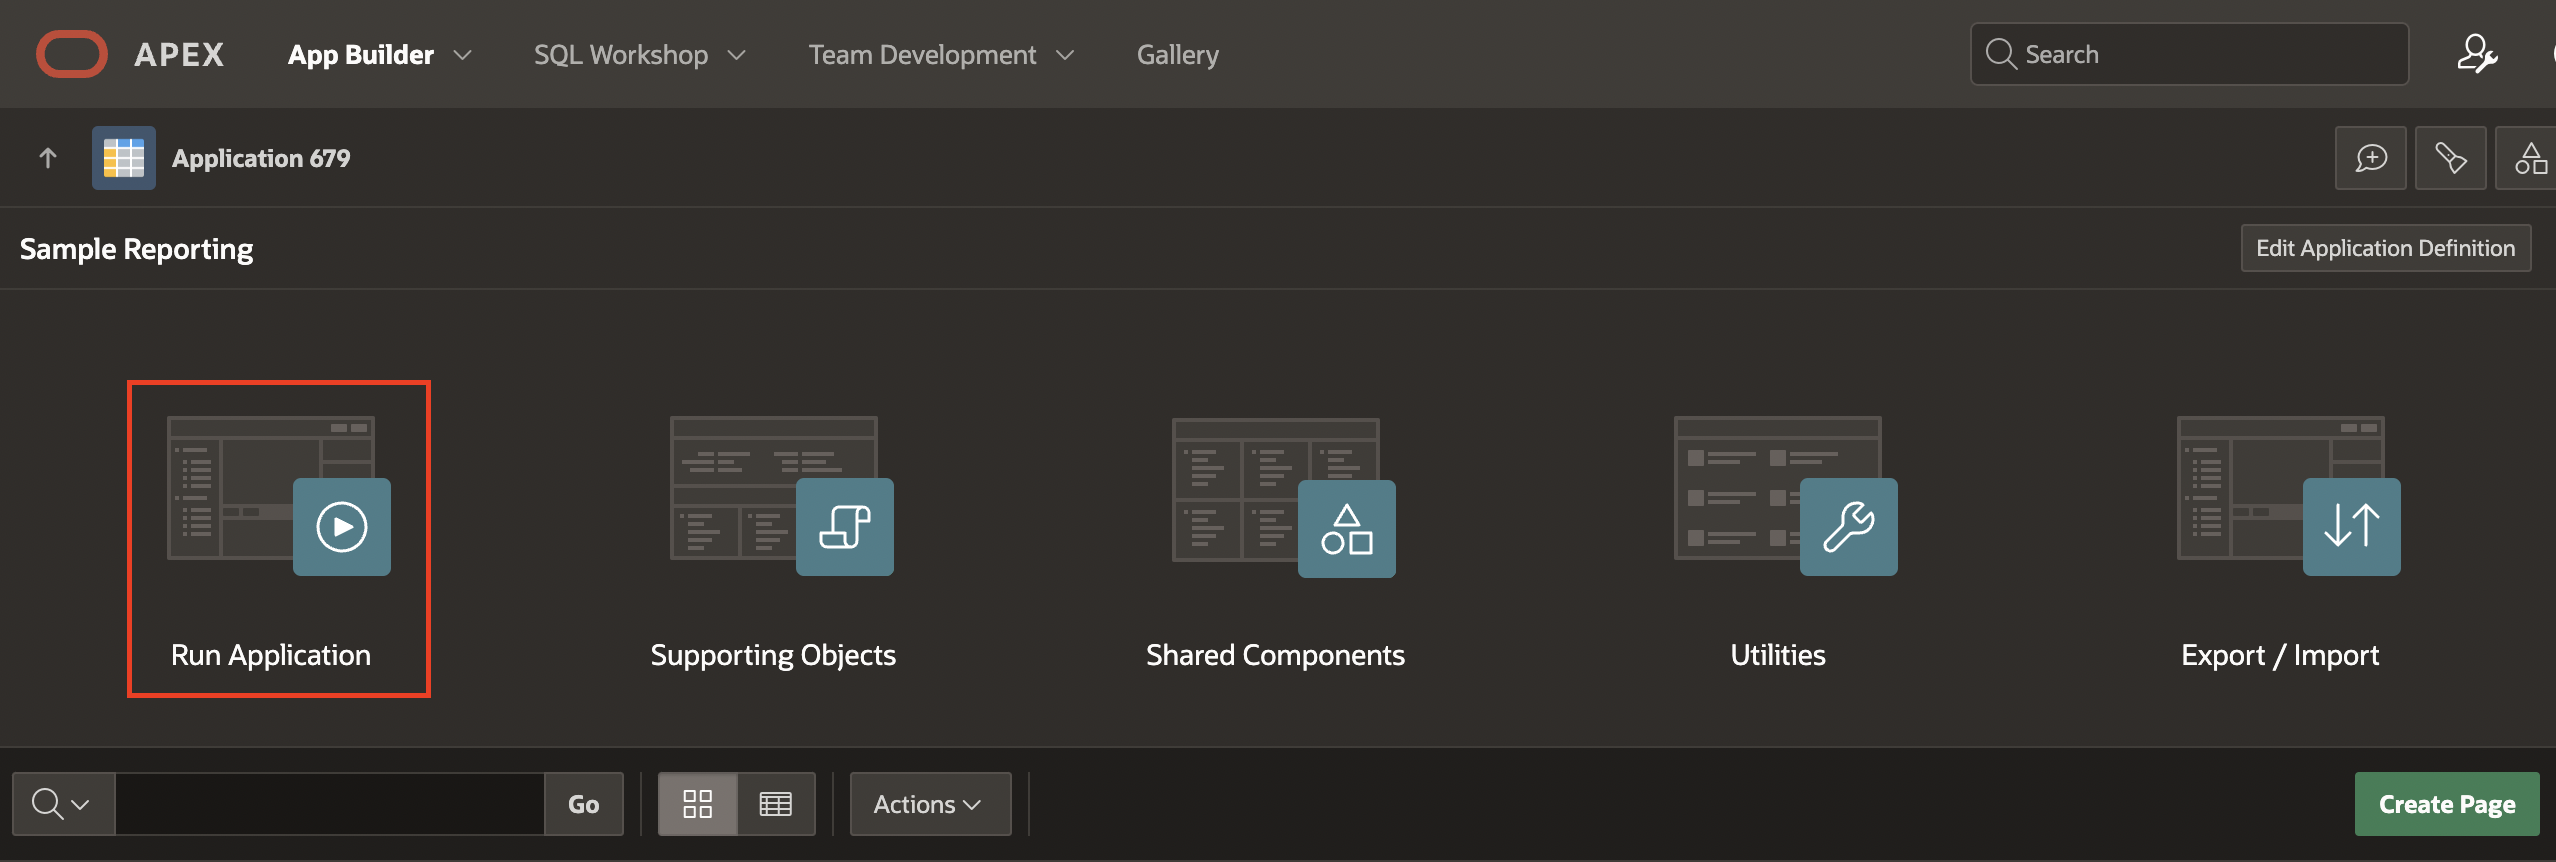 APEX App Builder SQL Workshop Team Development Gallery Search
Application 679
Sample Reporting Edit Application Definition
Run Application Supporting Objects Shared Components Utilities Export / Import
Go Actions Create Page